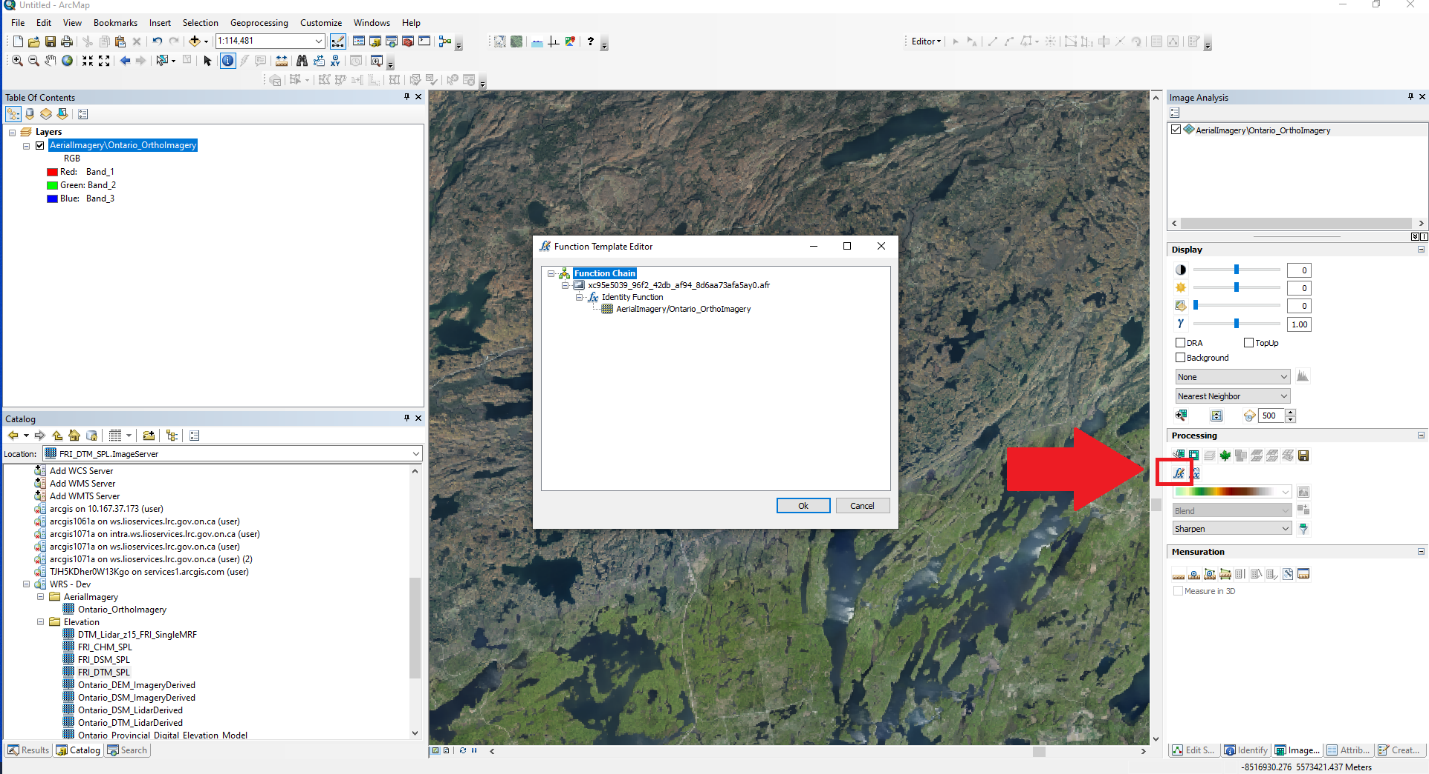 Untitled - ArcMap
File Edit View Bookmarks Insert Selection Geoprocessing Customize Windows Help
1:114,481
Editor
Table Of Contents
Layers
AerialImagery\Ontario_OrthoImagery
RGB
Red: Band_1
Green: Band_2
Blue: Band_3
Catalog
Location: FRI_DTM_SPL.ImageServer
Add WCS Server
Add WMS Server
Add WMTS Server
arcgis on 10.167.37.173 (user)
arcgis1061a on ws.lioservices.lrc.gov.on.ca (user)
arcgis1071a on intra.ws.lioservices.lrc.gov.on.ca (user)
arcgis1071a on ws.lioservices.lrc.gov.on.ca (user)
arcgis1071a on ws.lioservices.lrc.gov.on.ca (user) (2)
TJH5KDher0W13Kgo on services1.arcgis.com (user)
WRS - Dev
AerialImagery
Ontario_OrthoImagery
Elevation
DTM_Lidar_z15_FRI_SingleMRF
FRI_CHM_SPL
FRI_DSM_SPL
FRI_DTM_SPL
Ontario_DEM_ImageryDerived
Ontario_DSM_ImageryDerived
Ontario_DSM_LidarDerived
Ontario_DTM_LidarDerived
Ontario_Provincial_Digital_Elevation_Model
Results Catalog Search
Function Template Editor
Function Chain
xc95e5039_96f2_42db_af94_8d6aa73afa5ay0.afr
Identity Function
AerialImagery/Ontario_OrthoImagery
Ok Cancel
Image Analysis
AerialImagery\Ontario_OrthoImagery
Display
0
0
0
γ 1.00
DRA TopUp
Background
None
Nearest Neighbor
500
Processing
Blend
Sharpen
Mensuration
Measure in 3D
Edit S... Identify Image... Attrib... Creat...
-8516930.276 5573421.437 Meters